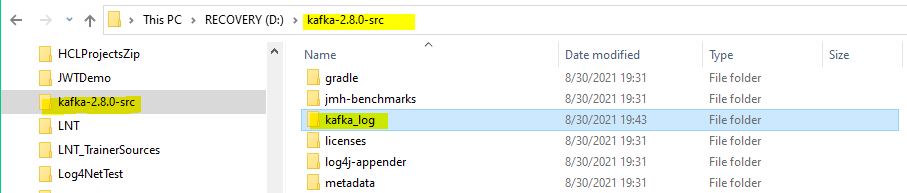 This PC > RECOVERY (D:) > kafka-2.8.0-src
HCLProjectsZip
JWTDemo
kafka-2.8.0-src
LNT
LNT_TrainerSources
Log4NetTest
Name Date modified Type
gradle 8/30/2021 19:31 File folder
jmh-benchmarks 8/30/2021 19:31 File folder
kafka_log 8/30/2021 19:43 File folder
licenses 8/30/2021 19:31 File folder
log4j-appender 8/30/2021 19:31 File folder
metadata 8/30/2021 19:31 File folder